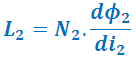 L₂ = N₂. dϕ₂/di₂